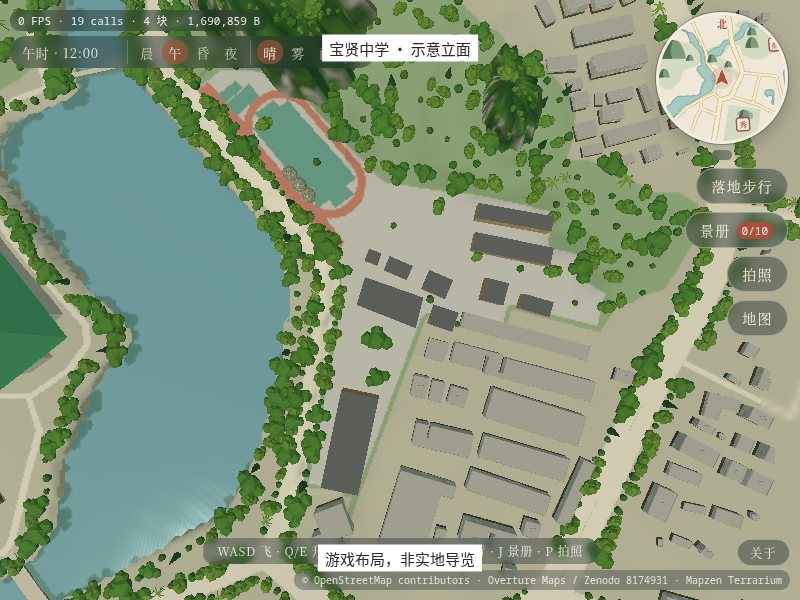 0 FPS · 19 calls · 4 块 · 1,690,859 B
午时 · 12:00 晨 午 昏 夜 晴 雾
宝贤中学 · 示意立面
北
秀
落地步行
景册 0/10
拍照
地图
WASD 飞 · Q/E
· J 景册 · P 拍照
游戏布局，非实地导览
关于
© OpenStreetMap contributors · Overture Maps / Zenodo 8174931 · Mapzen Terrarium